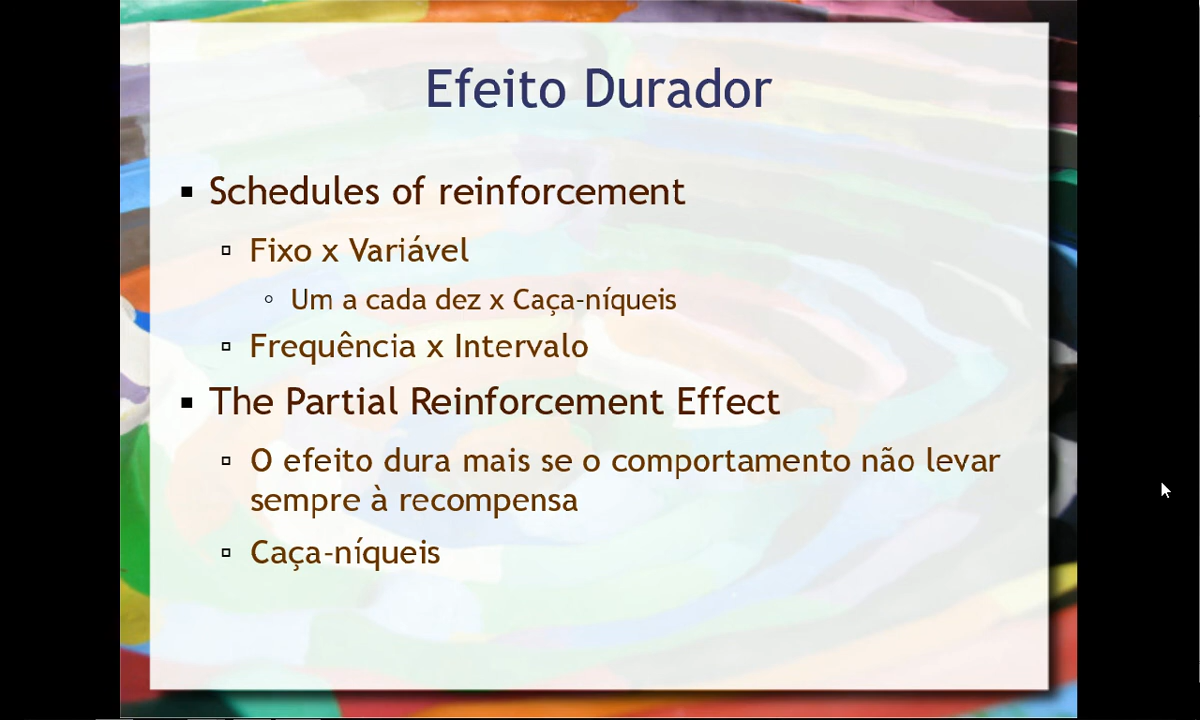 Efeito Durador
Schedules of reinforcement
Fixo x Variável
Um a cada dez x Caça-níqueis
Frequência x Intervalo
The Partial Reinforcement Effect
O efeito dura mais se o comportamento não levar
sempre à recompensa
Caça-níqueis